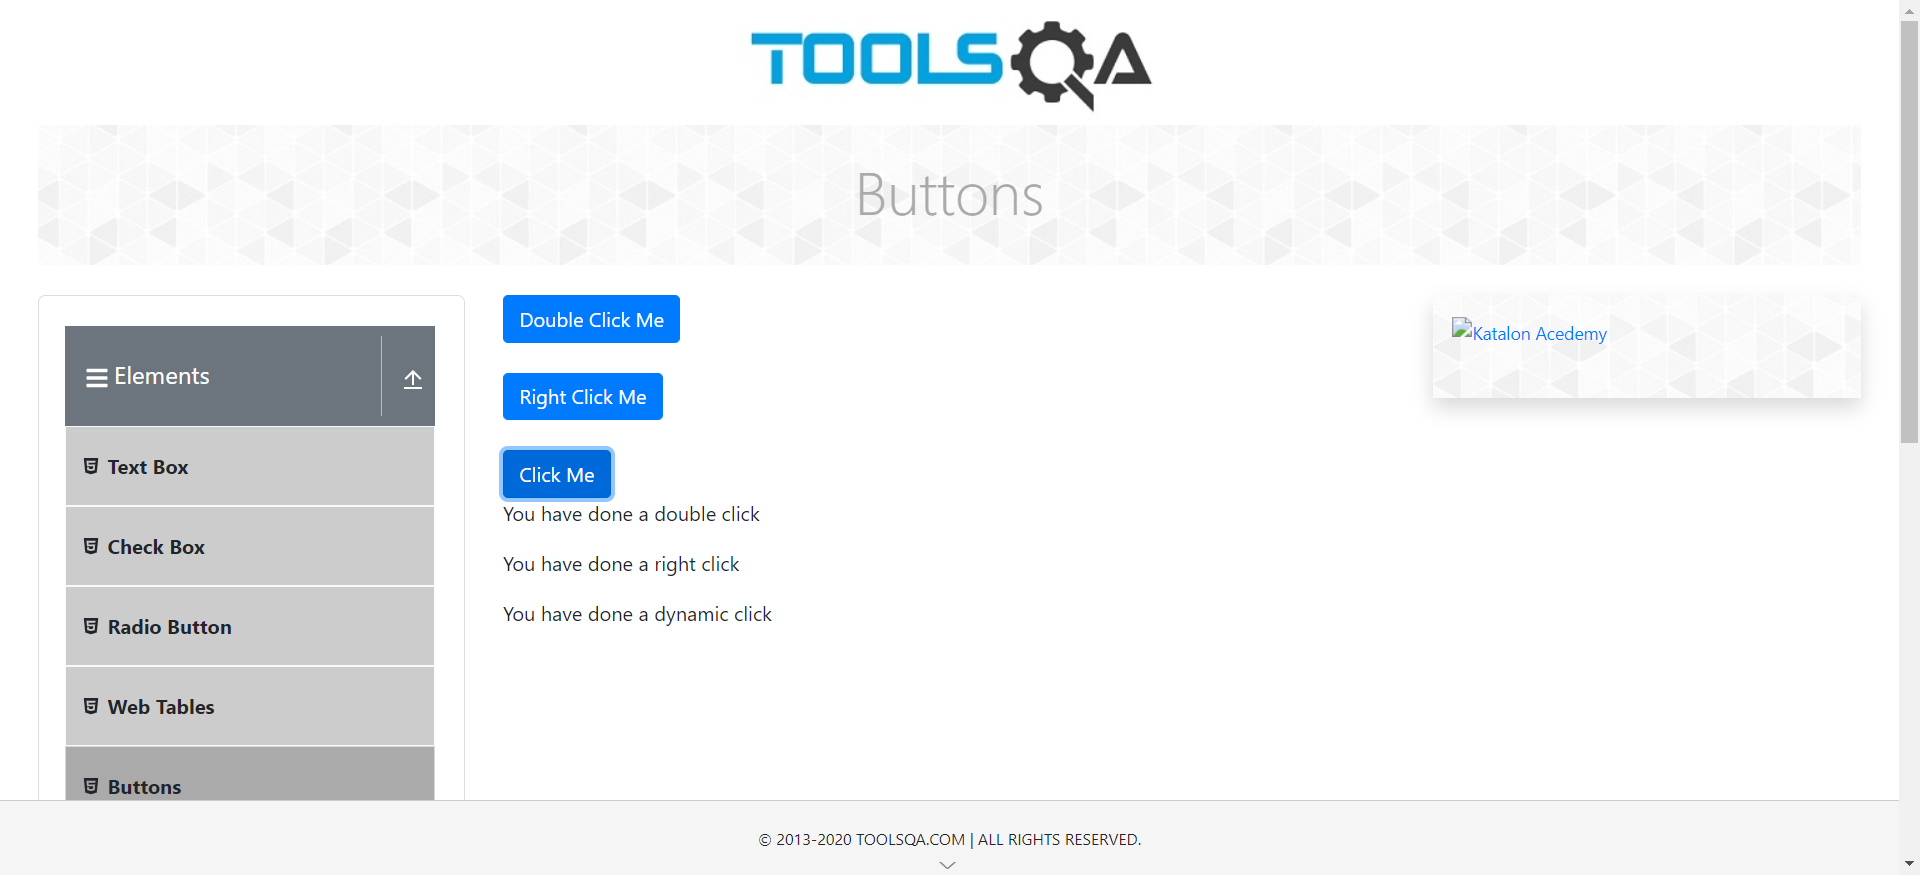 TOOLSQA
Buttons
Elements
Text Box
Check Box
Radio Button
Web Tables
Buttons
Double Click Me
Right Click Me
Click Me
You have done a double click
You have done a right click
You have done a dynamic click
Katalon Acedemy
© 2013-2020 TOOLSQA.COM | ALL RIGHTS RESERVED.